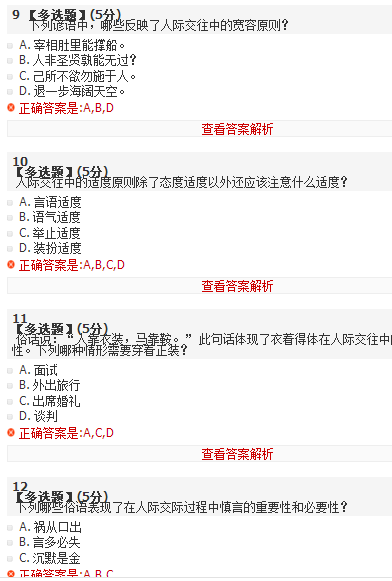 9 【多选题】(5分)
下列谚语中，哪些反映了人际交往中的宽容原则？
A. 宰相肚里能撑船。
B. 人非圣贤孰能无过？
C. 己所不欲勿施于人。
D. 退一步海阔天空。
正确答案是:A,B,D
查看答案解析
10
【多选题】(5分)
人际交往中的适度原则除了态度适度以外还应该注意什么适度？
A. 言语适度
B. 语气适度
C. 举止适度
D. 装扮适度
正确答案是:A,B,C,D
查看答案解析
11
【多选题】(5分)
俗话说：“人靠衣装，马靠鞍。”此句话体现了衣着得体在人际交往中的
性。下列哪种情形需要穿着正装？
A. 面试
B. 外出旅行
C. 出席婚礼
D. 谈判
正确答案是:A,C,D
查看答案解析
12
【多选题】(5分)
下列哪些俗语表现了在人际交际过程中慎言的重要性和必要性？
A. 祸从口出
B. 言多必失
C. 沉默是金
正确答案是:A,B,C